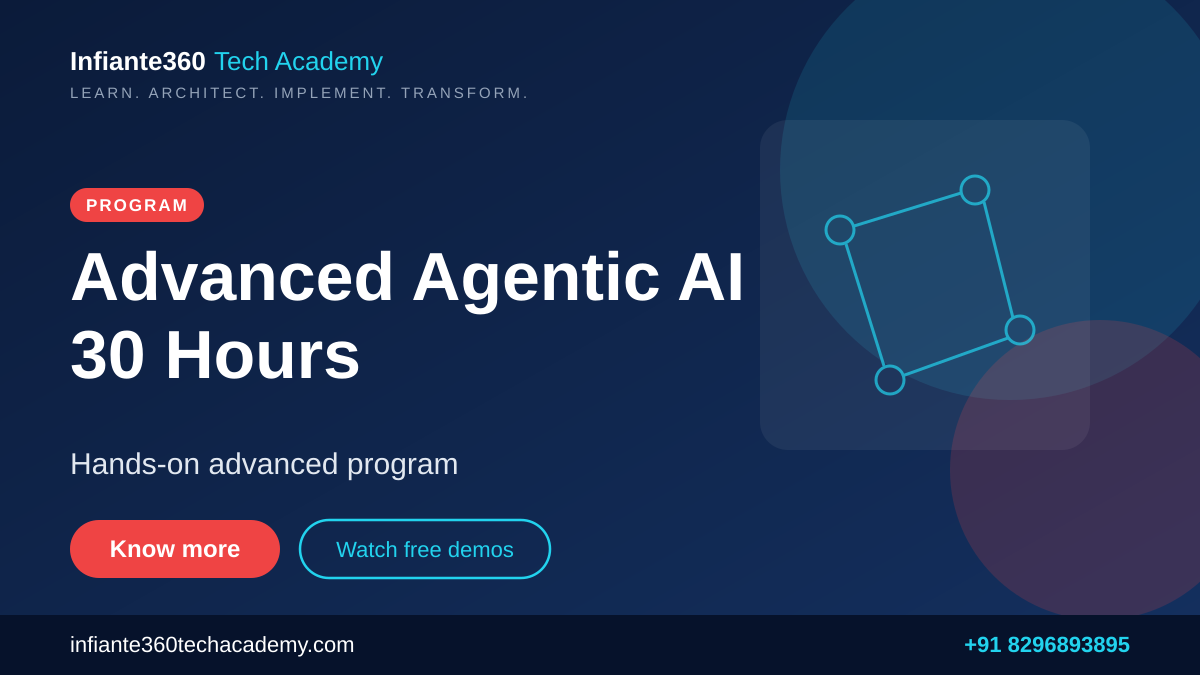 Infiante360 Tech Academy
LEARN. ARCHITECT. IMPLEMENT. TRANSFORM.
PROGRAM
Advanced Agentic AI
30 Hours
Hands-on advanced program
Know more
Watch free demos
infiante360techacademy.com
+91 8296893895